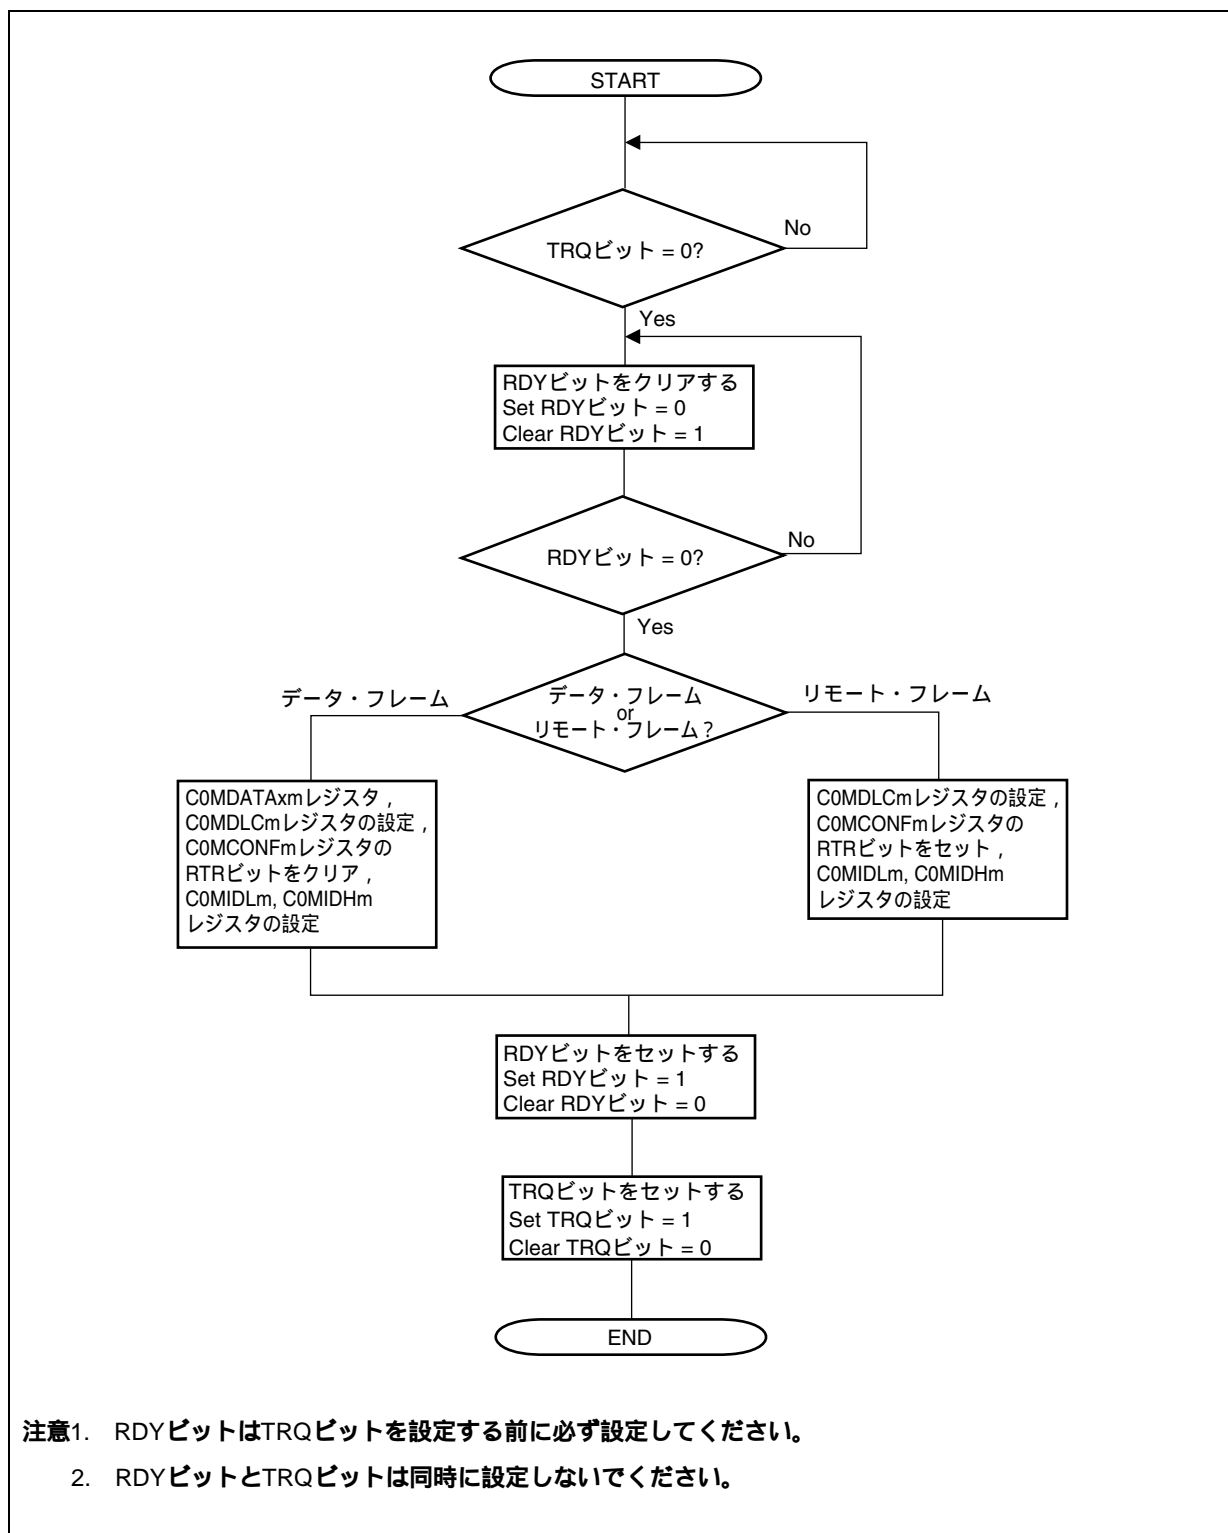 START
No
TRQビット = 0?
Yes
RDYビットをクリアする
Set RDYビット = 0
Clear RDYビット = 1
No
RDYビット = 0?
Yes
データ・フレーム
データ・フレーム
or
リモート・フレーム？
リモート・フレーム
C0MDATAxmレジスタ，
C0MDLCmレジスタの設定，
C0MCONFmレジスタの
RTRビットをクリア，
C0MIDLm, C0MIDHm
レジスタの設定
C0MDLCmレジスタの設定，
C0MCONFmレジスタの
RTRビットをセット，
C0MIDLm, C0MIDHm
レジスタの設定
RDYビットをセットする
Set RDYビット = 1
Clear RDYビット = 0
TRQビットをセットする
Set TRQビット = 1
Clear TRQビット = 0
END
注意1. RDYビットはTRQビットを設定する前に必ず設定してください。
2. RDYビットとTRQビットは同時に設定しないでください。